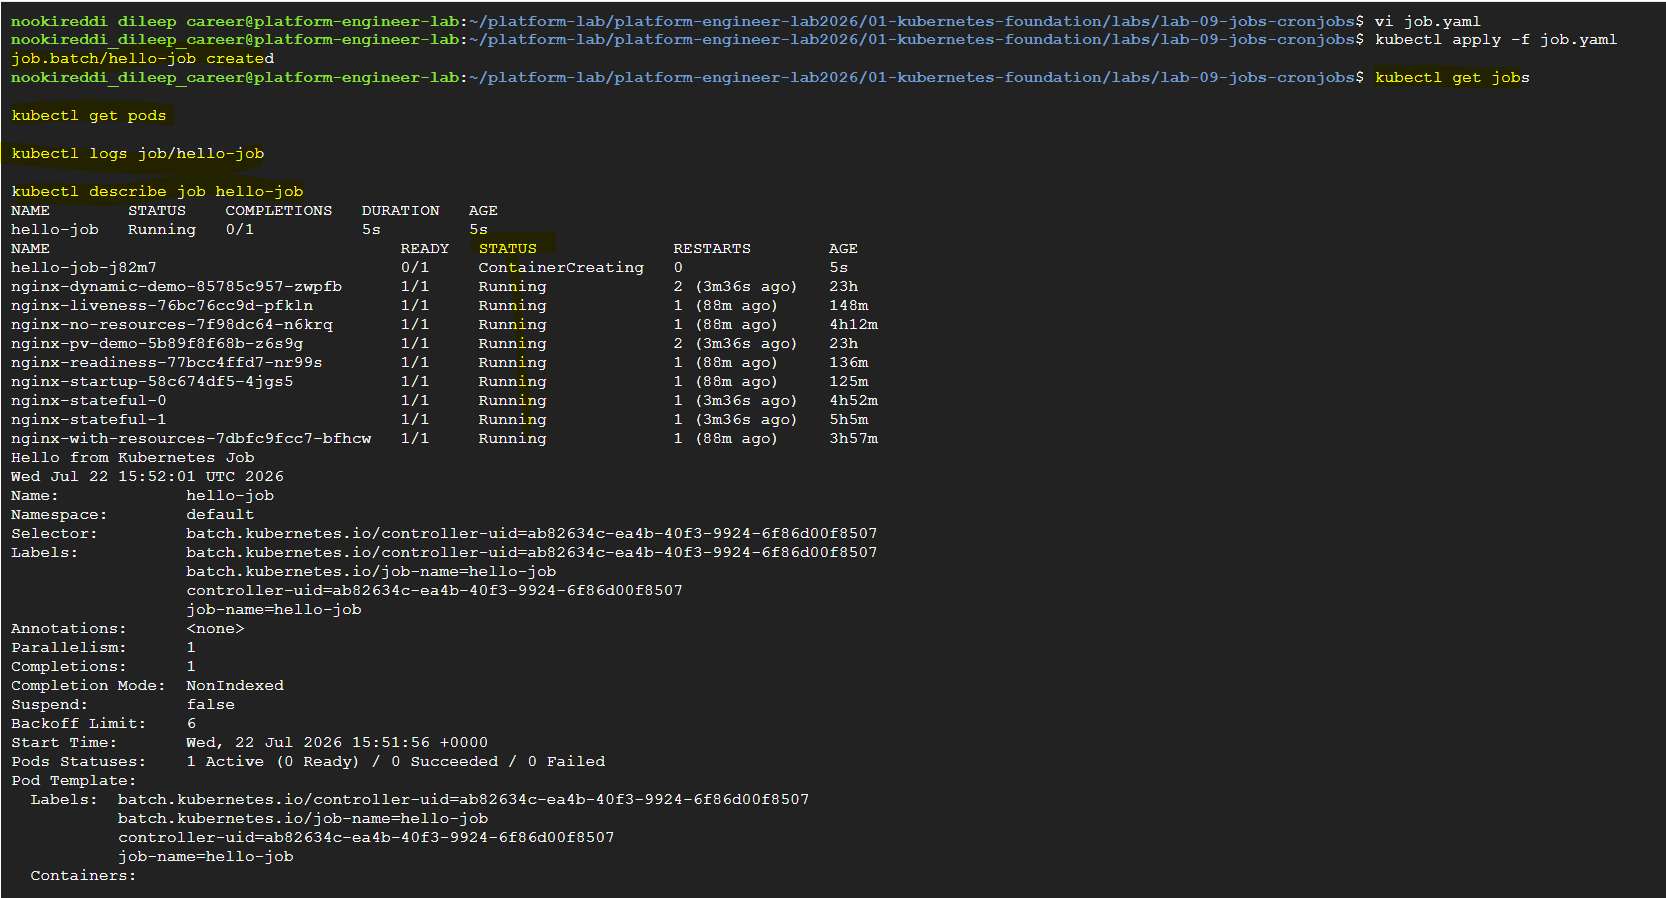 nookireddi_dileep_career@platform-engineer-lab:~/platform-lab/platform-engineer-lab2026/01-kubernetes-foundation/labs/lab-09-jobs-cronjobs$ vi job.yaml
nookireddi_dileep_career@platform-engineer-lab:~/platform-lab/platform-engineer-lab2026/01-kubernetes-foundation/labs/lab-09-jobs-cronjobs$ kubectl apply -f job.yaml
job.batch/hello-job created
nookireddi_dileep_career@platform-engineer-lab:~/platform-lab/platform-engineer-lab2026/01-kubernetes-foundation/labs/lab-09-jobs-cronjobs$ kubectl get jobs
kubectl get pods
kubectl logs job/hello-job
kubectl describe job hello-job
NAME        STATUS    COMPLETIONS   DURATION   AGE
hello-job   Running   0/1           5s         5s
NAME                                    READY   STATUS              RESTARTS        AGE
hello-job-j82m7                         0/1     ContainerCreating   0               5s
nginx-dynamic-demo-85785c957-zwpfb      1/1     Running             2 (3m36s ago)   23h
nginx-liveness-76bc76cc9d-pfkln         1/1     Running             1 (88m ago)     148m
nginx-no-resources-7f98dc64-n6krq       1/1     Running             1 (88m ago)     4h12m
nginx-pv-demo-5b89f8f68b-z6s9g          1/1     Running             2 (3m36s ago)   23h
nginx-readiness-77bcc4ffd7-nr99s        1/1     Running             1 (88m ago)     136m
nginx-startup-58c674df5-4jgs5           1/1     Running             1 (88m ago)     125m
nginx-stateful-0                        1/1     Running             1 (3m36s ago)   4h52m
nginx-stateful-1                        1/1     Running             1 (3m36s ago)   5h5m
nginx-with-resources-7dbfc9fcc7-bfhcw   1/1     Running             1 (88m ago)     3h57m
Hello from Kubernetes Job
Wed Jul 22 15:52:01 UTC 2026
Name:             hello-job
Namespace:        default
Selector:         batch.kubernetes.io/controller-uid=ab82634c-ea4b-40f3-9924-6f86d00f8507
Labels:           batch.kubernetes.io/controller-uid=ab82634c-ea4b-40f3-9924-6f86d00f8507
                  batch.kubernetes.io/job-name=hello-job
                  controller-uid=ab82634c-ea4b-40f3-9924-6f86d00f8507
                  job-name=hello-job
Annotations:      <none>
Parallelism:      1
Completions:      1
Completion Mode:  NonIndexed
Suspend:          false
Backoff Limit:    6
Start Time:       Wed, 22 Jul 2026 15:51:56 +0000
Pods Statuses:    1 Active (0 Ready) / 0 Succeeded / 0 Failed
Pod Template:
  Labels:  batch.kubernetes.io/controller-uid=ab82634c-ea4b-40f3-9924-6f86d00f8507
           batch.kubernetes.io/job-name=hello-job
           controller-uid=ab82634c-ea4b-40f3-9924-6f86d00f8507
           job-name=hello-job
  Containers: